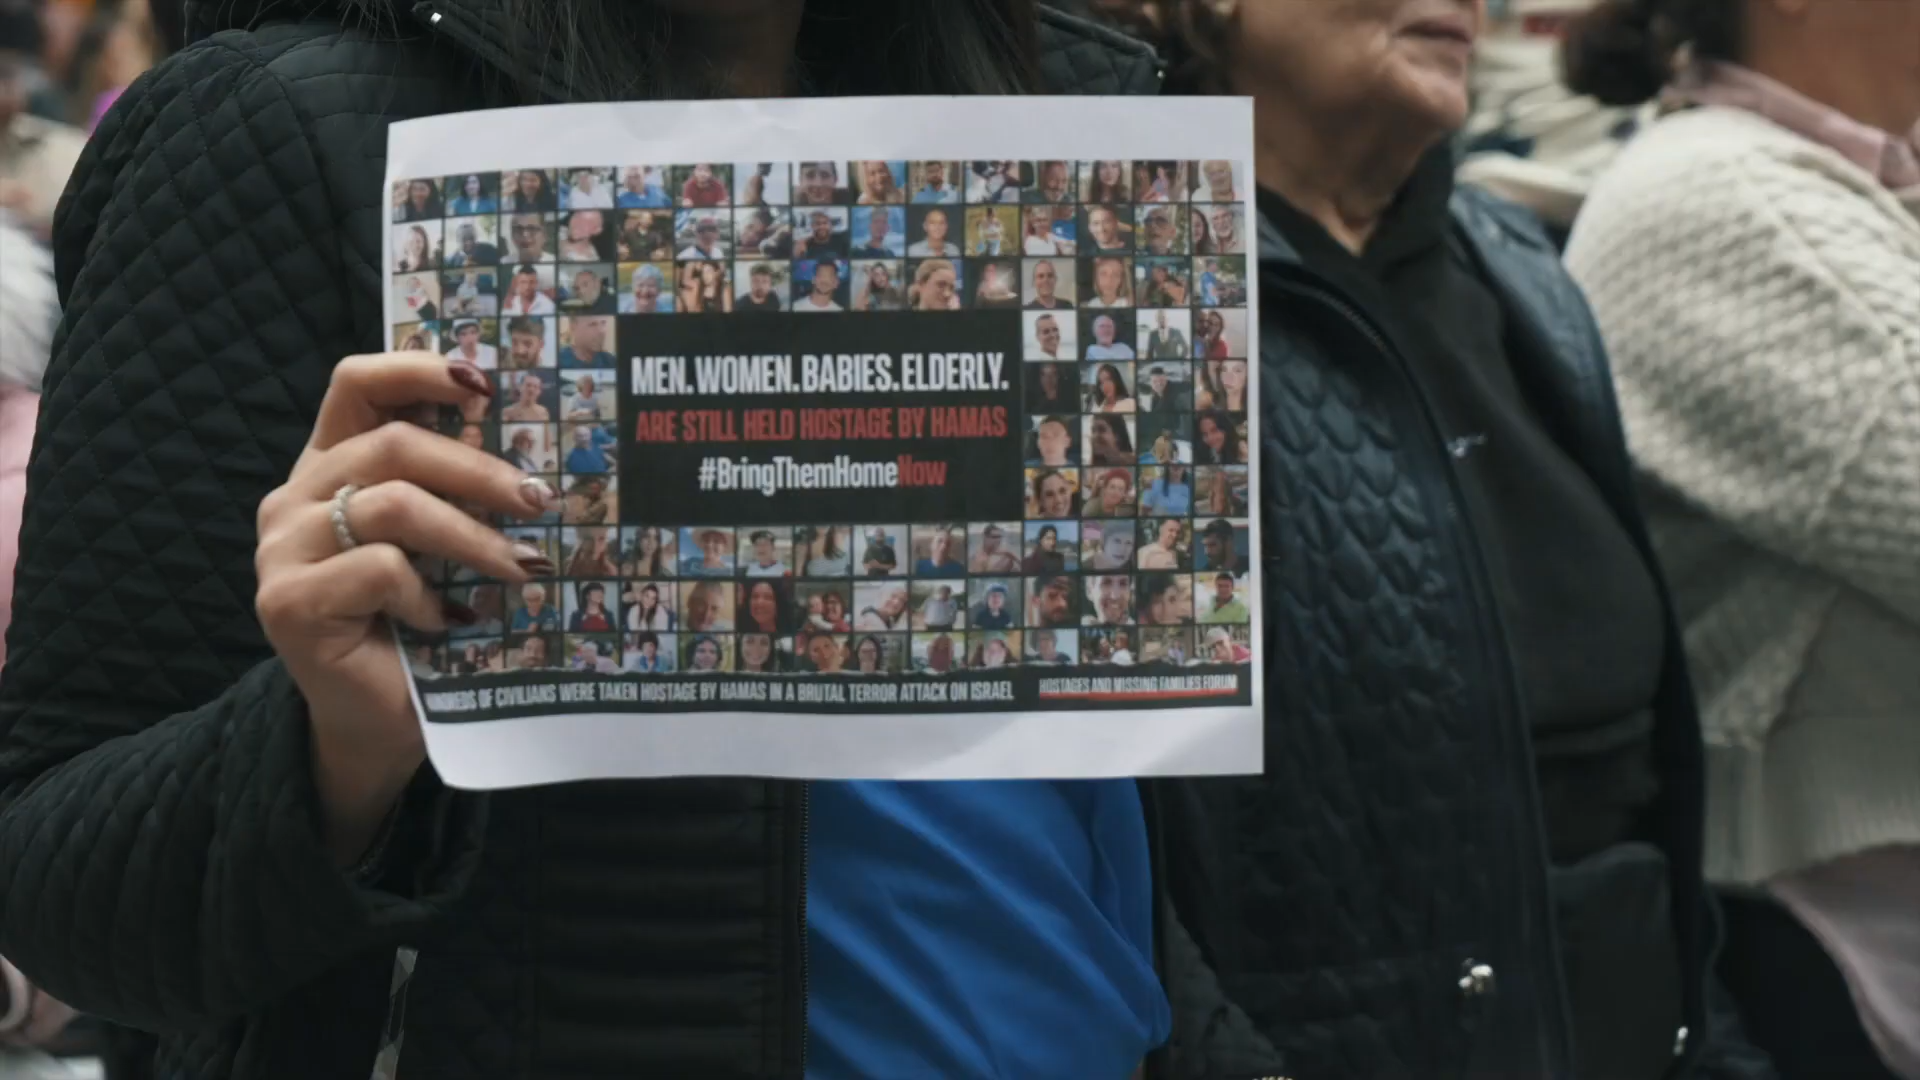 MEN. WOMEN. BABIES. ELDERLY.
ARE STILL HELD HOSTAGE BY HAMAS
#BringThemHomeNow
HUNDREDS OF CIVILIANS WERE TAKEN HOSTAGE BY HAMAS IN A BRUTAL TERROR ATTACK ON ISRAEL
HOSTAGES AND MISSING FAMILIES FORUM